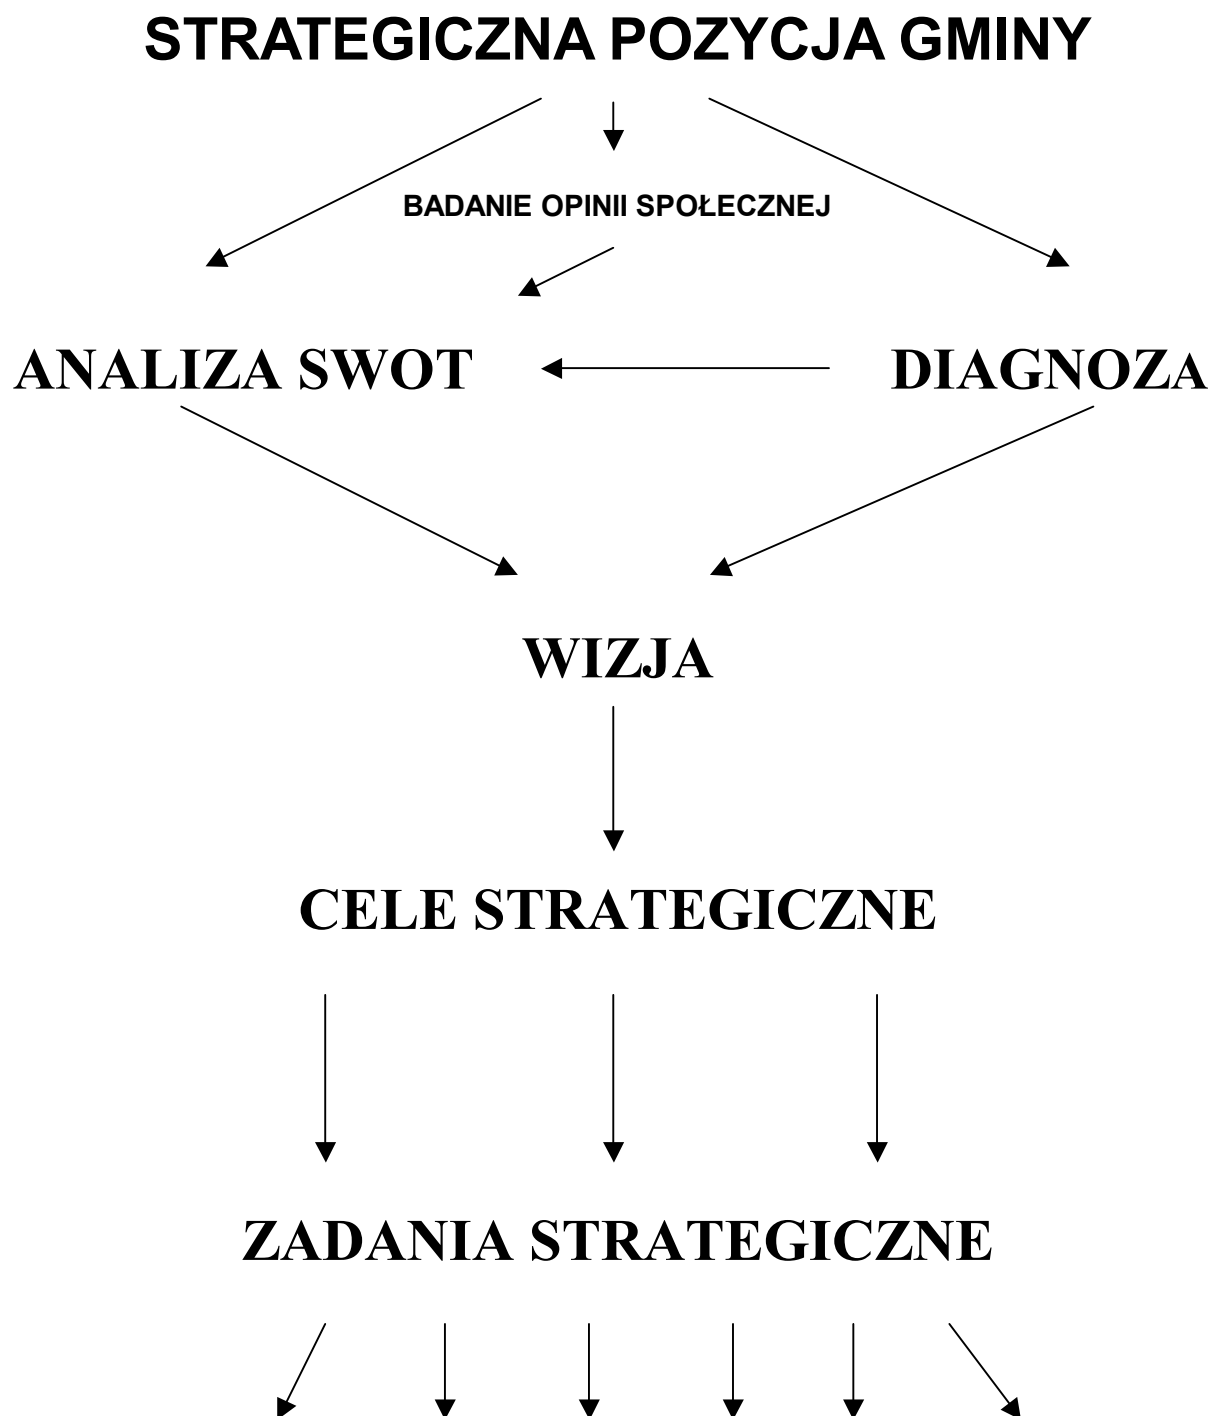 STRATEGICZNA POZYCJA GMINY
BADANIE OPINII SPOŁECZNEJ
ANALIZA SWOT
DIAGNOZA
WIZJA
CELE STRATEGICZNE
ZADANIA STRATEGICZNE